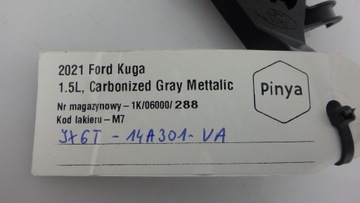 2021 Ford Kuga
1.5L, Carbonized Gray Mettalic
Nr magazynowy – 1K/06000/288
Kod lakieru – M7
Pinya
JX6T - 14A301 - VA